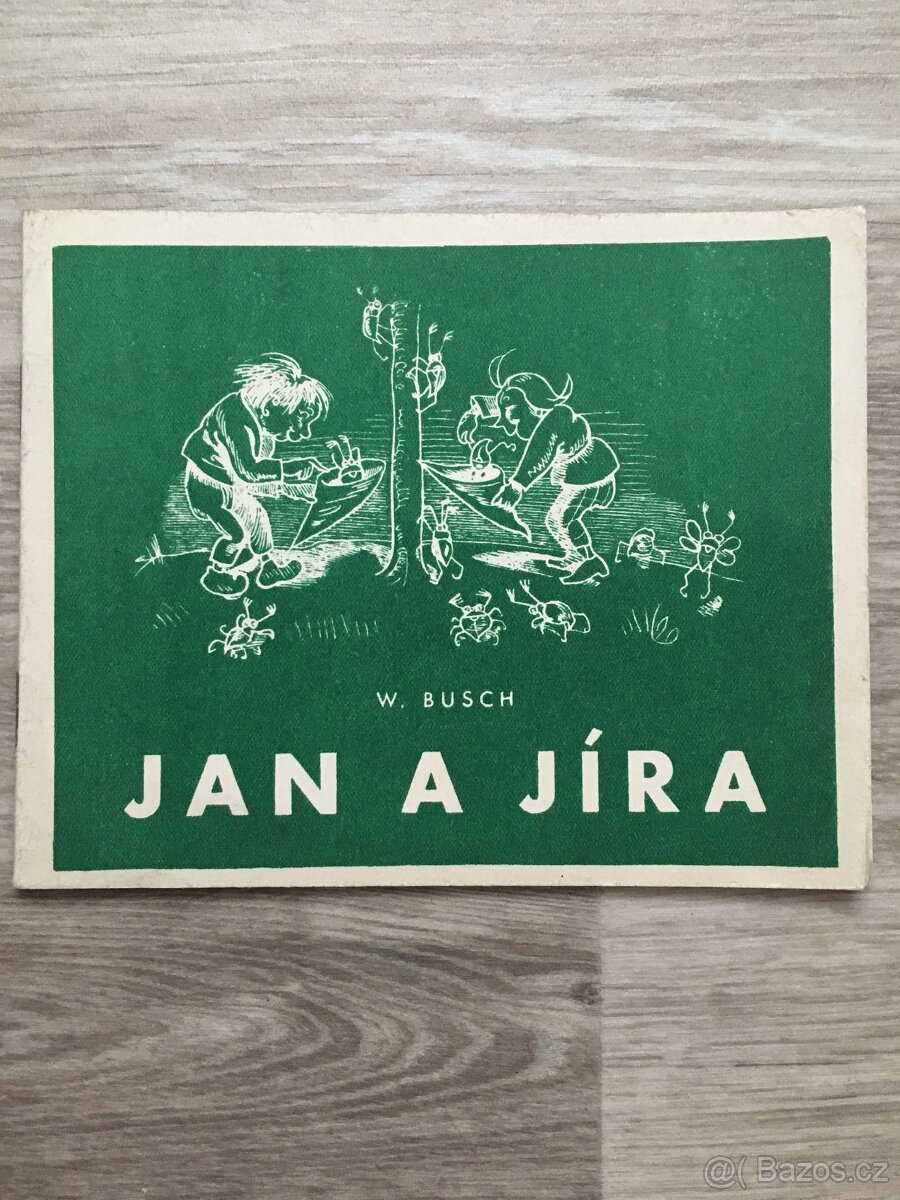 W. BUSCH
JAN A JÍRA
@( Bazos.cz